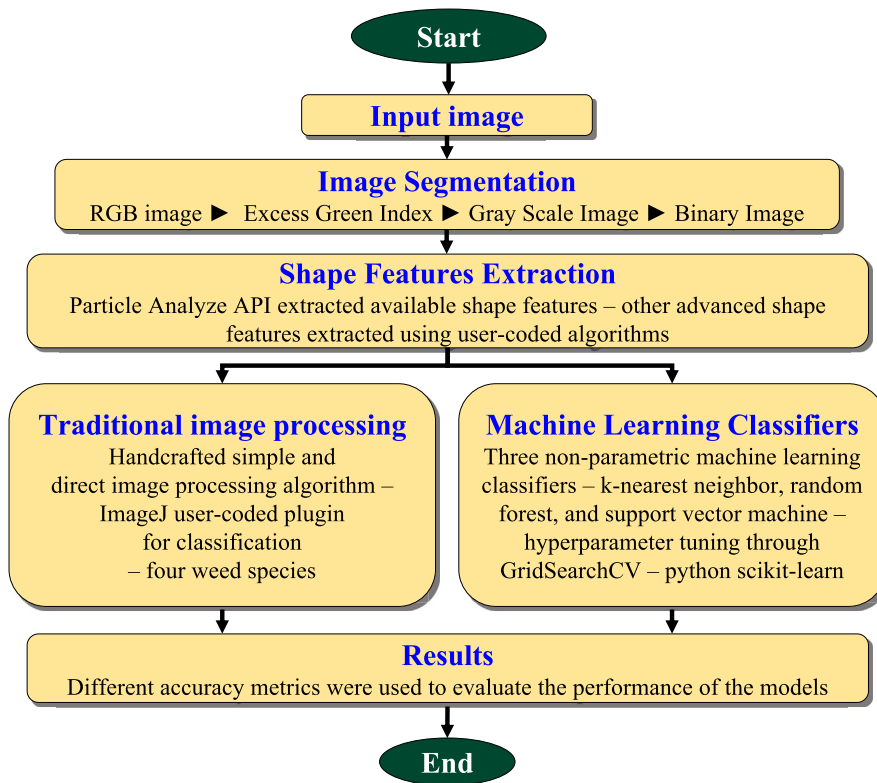 Start
Input image
Image Segmentation
RGB image ► Excess Green Index ► Gray Scale Image ► Binary Image
Shape Features Extraction
Particle Analyze API extracted available shape features – other advanced shape
features extracted using user-coded algorithms
Traditional image processing
Handcrafted simple and
direct image processing algorithm –
ImageJ user-coded plugin
for classification
– four weed species
Machine Learning Classifiers
Three non-parametric machine learning
classifiers – k-nearest neighbor, random
forest, and support vector machine –
hyperparameter tuning through
GridSearchCV – python scikit-learn
Results
Different accuracy metrics were used to evaluate the performance of the models
End